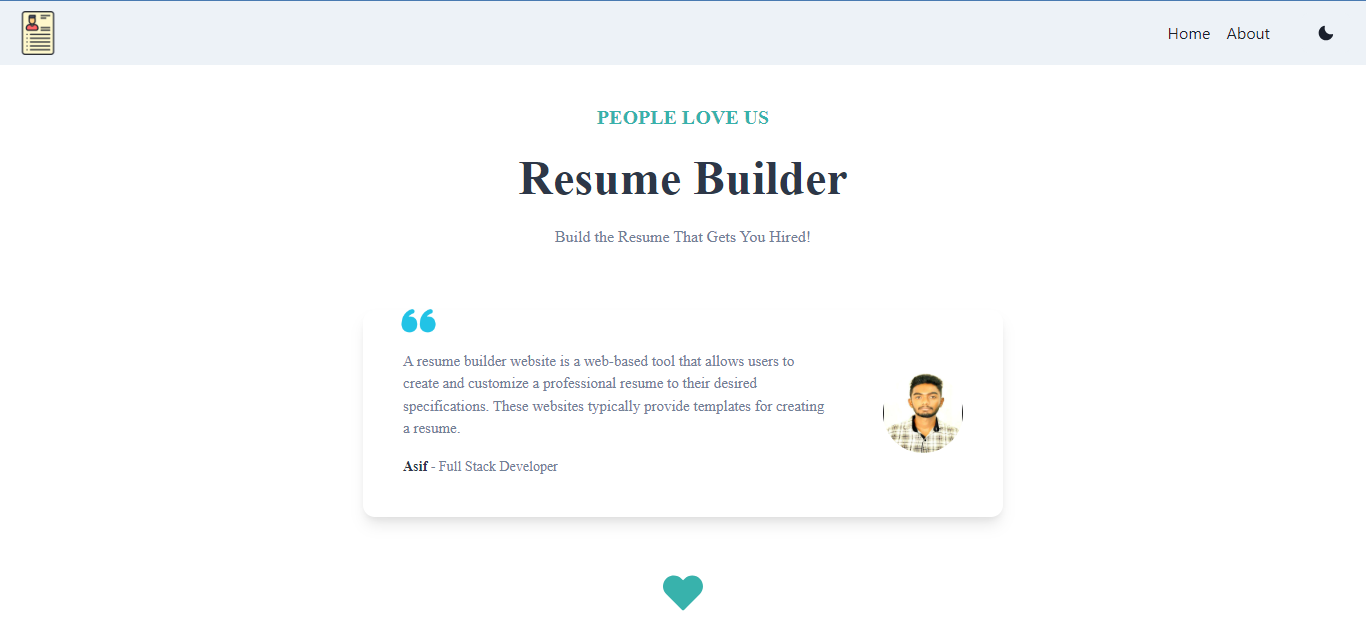 Home About
PEOPLE LOVE US
Resume Builder
Build the Resume That Gets You Hired!
A resume builder website is a web-based tool that allows users to
create and customize a professional resume to their desired
specifications. These websites typically provide templates for creating
a resume.
Asif - Full Stack Developer